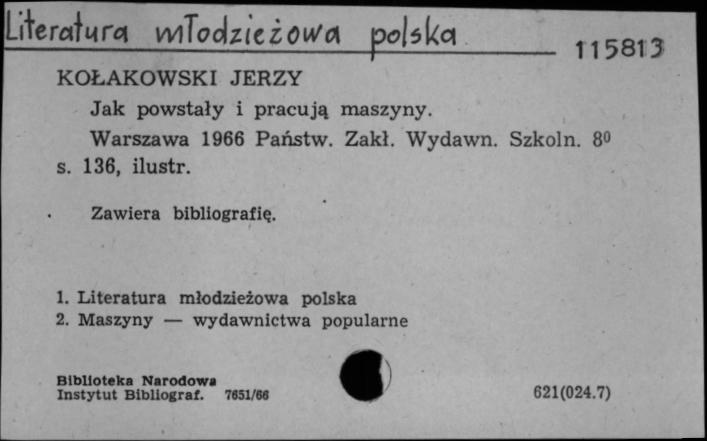 Literatura młodzieżowa polska 115813
KOŁAKOWSKI JERZY
Jak powstały i pracują maszyny.
Warszawa 1966 Państw. Zakł. Wydawn. Szkoln. 8⁰
s. 136, ilustr.
Zawiera bibliografię.
1. Literatura młodzieżowa polska
2. Maszyny — wydawnictwa popularne
Biblioteka Narodowa
Instytut Bibliograf. 7651/66
621(024.7)